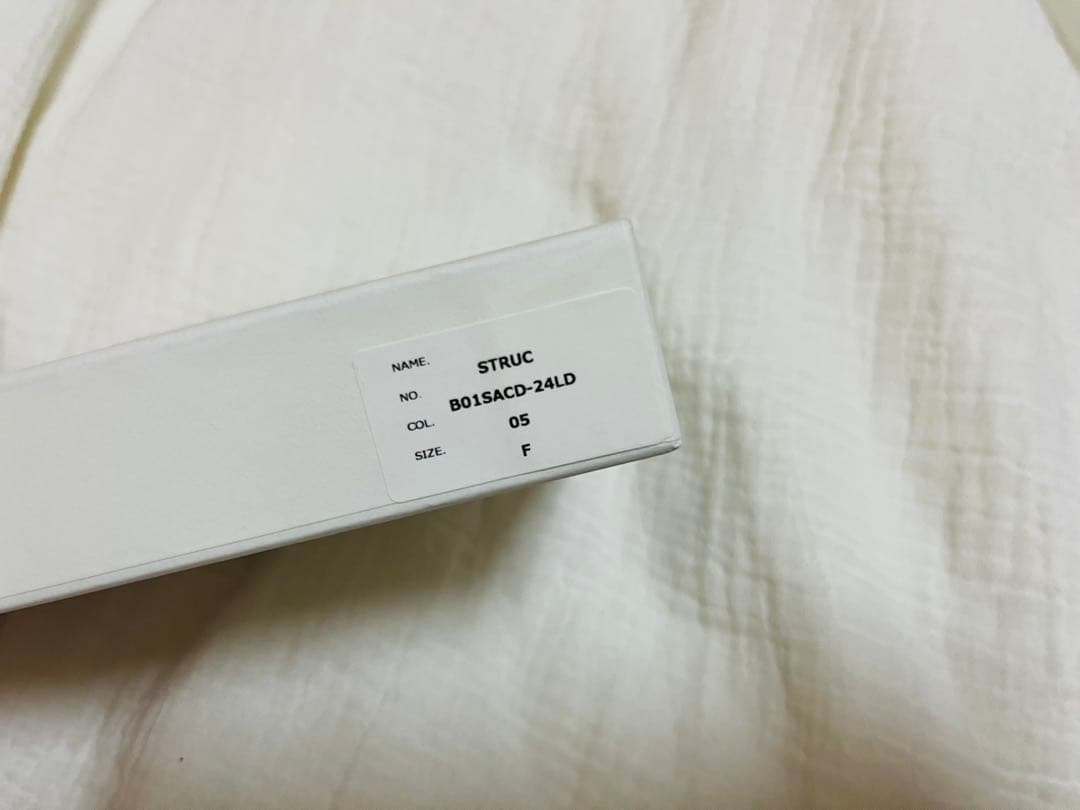 NAME. STRUC
NO. B01SACD-24LD
COL. 05
SIZE. F